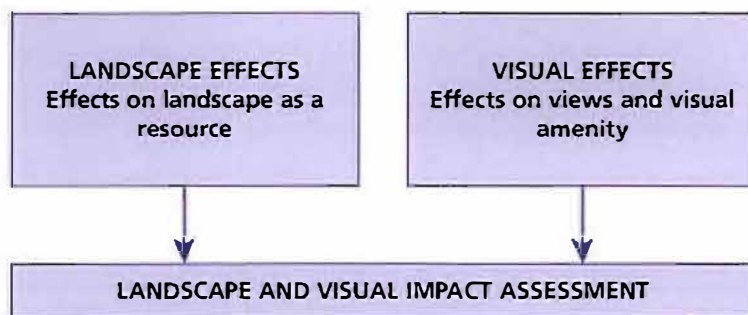 LANDSCAPE EFFECTS
Effects on landscape as a
resource
VISUAL EFFECTS
Effects on views and visual
amenity
LANDSCAPE AND VISUAL IMPACT ASSESSMENT